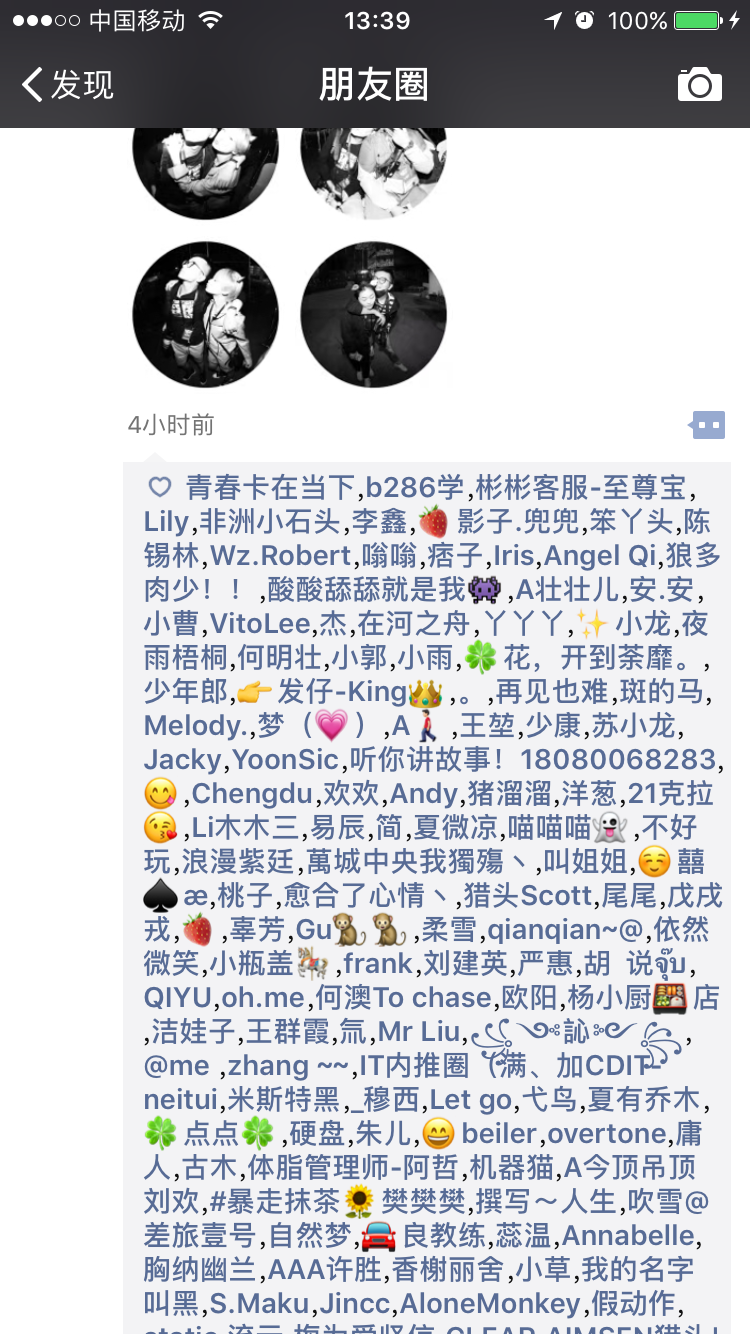 中国移动 13:39 100%
发现 朋友圈
4小时前
青春卡在当下,b286学,彬彬客服-至尊宝,
Lily,非洲小石头,李鑫,🍓影子.兜兜,笨丫头,陈
锡林,Wz.Robert,嗡嗡,痞子,Iris,Angel Qi,狼多
肉少！！,酸酸舔舔就是我👾,A壮壮儿,安.安,
小曹,VitoLee,杰,在河之舟,丫丫丫,✨小龙,夜
雨梧桐,何明壮,小郭,小雨,🍀花，开到荼靡。,
少年郎,👉发仔-King👑,。,再见也难,斑的马,
Melody.,梦（💗）,A🚶,王堃,少康,苏小龙,
Jacky,YoonSic,听你讲故事！18080068283,
😋,Chengdu,欢欢,Andy,猪溜溜,洋葱,21克拉
😘,Li木木三,易辰,简,夏微凉,喵喵喵👻,不好
玩,浪漫紫廷,萬城中央我獨殤丶,叫姐姐,☺️囍
♠️æ,桃子,愈合了心情丶,猎头Scott,尾尾,戊戌
戎,🍓,辜芳,Gu🐒🐒,柔雪,qianqian~@,依然
微笑,小瓶盖🎠,frank,刘建英,严惠,胡 说จุ๊บ,
QIYU,oh.me,何澳To chase,欧阳,杨小厨🍱店
,洁娃子,王群霞,氚,Mr Liu,訫,
@me ,zhang ~~,IT内推圈（满、加CDIT-
neitui,米斯特黑,_穆西,Let go,弋鸟,夏有乔木,
🍀点点🍀,硬盘,朱儿,😄beiler,overtone,庸
人,古木,体脂管理师-阿哲,机器猫,A今顶吊顶
刘欢,#暴走抹茶🌻樊樊樊,撰写～人生,吹雪@
差旅壹号,自然梦,🚘良教练,蕊温,Annabelle,
胸纳幽兰,AAA许胜,香榭丽舍,小草,我的名字
叫黑,S.Maku,Jincc,AloneMonkey,假动作,